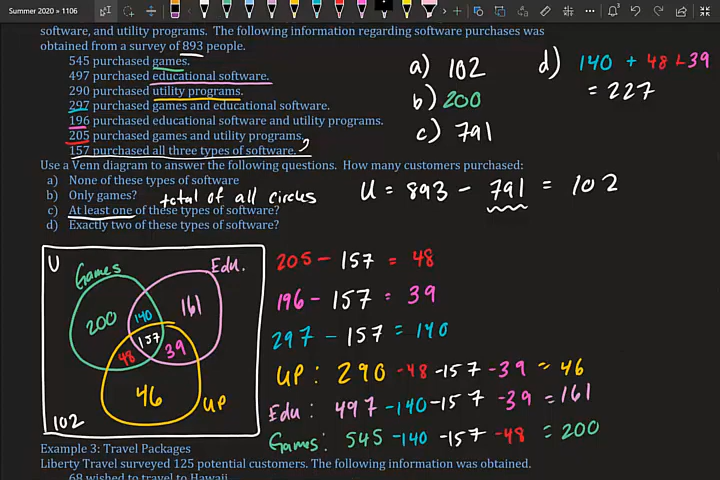 Summer 2020 » 1106
software, and utility programs. The following information regarding software purchases was
obtained from a survey of 893 people.
545 purchased games.
497 purchased educational software.
290 purchased utility programs.
297 purchased games and educational software.
196 purchased educational software and utility programs.
205 purchased games and utility programs.
157 purchased all three types of software.
a) 102
b) 200
c) 791
d) 140 + 48 + 39
= 227
Use a Venn diagram to answer the following questions. How many customers purchased:
a) None of these types of software
b) Only games?
total of all circles
c) At least one of these types of software?
d) Exactly two of these types of software?
U = 893 - 791 = 102
U
Games
Edu.
200
140
161
157
48
39
46
UP
102
205 - 157 = 48
196 - 157 = 39
297 - 157 = 140
UP: 290 -48 -157 -39 = 46
Edu: 497 -140 -157 -39 = 161
Games: 545 -140 -157 -48 = 200
Example 3: Travel Packages
Liberty Travel surveyed 125 potential customers. The following information was obtained.
68 wished to travel to Hawaii